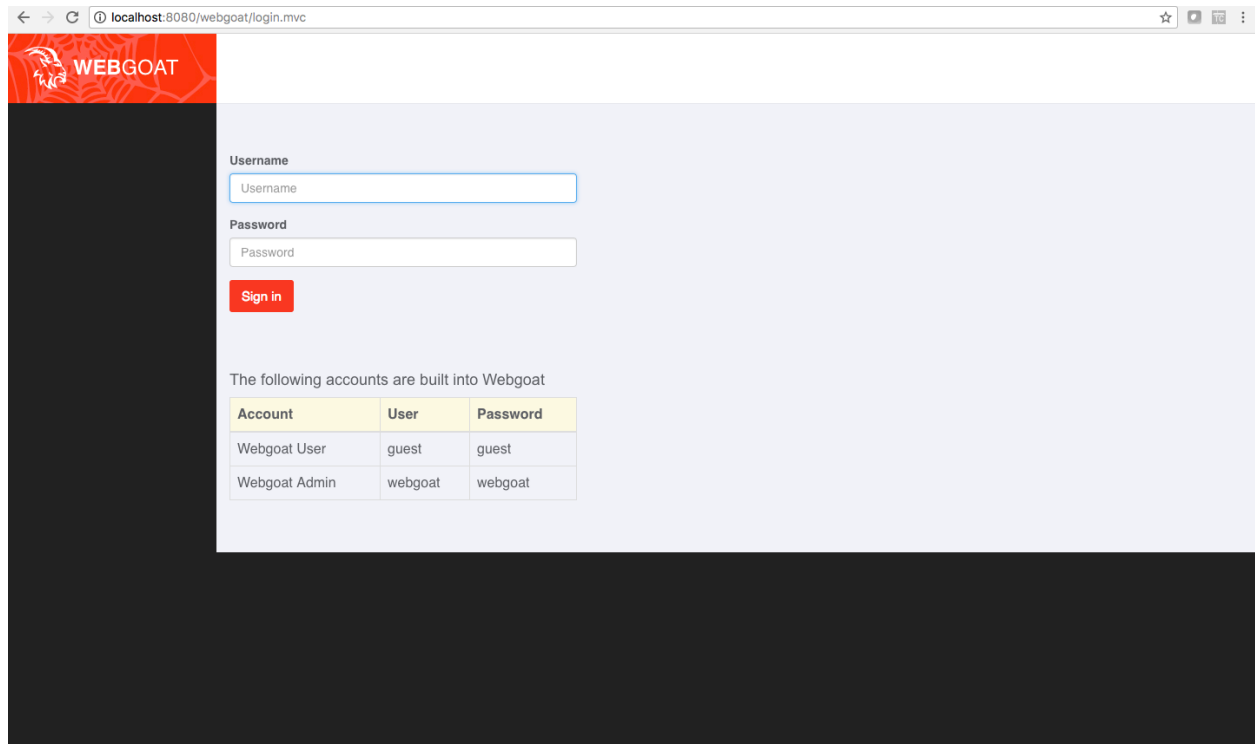 localhost:8080/webgoat/login.mvc
TC
WEBGOAT
Username
Username
Password
Password
Sign in
The following accounts are built into Webgoat
Account User Password
Webgoat User guest guest
Webgoat Admin webgoat webgoat